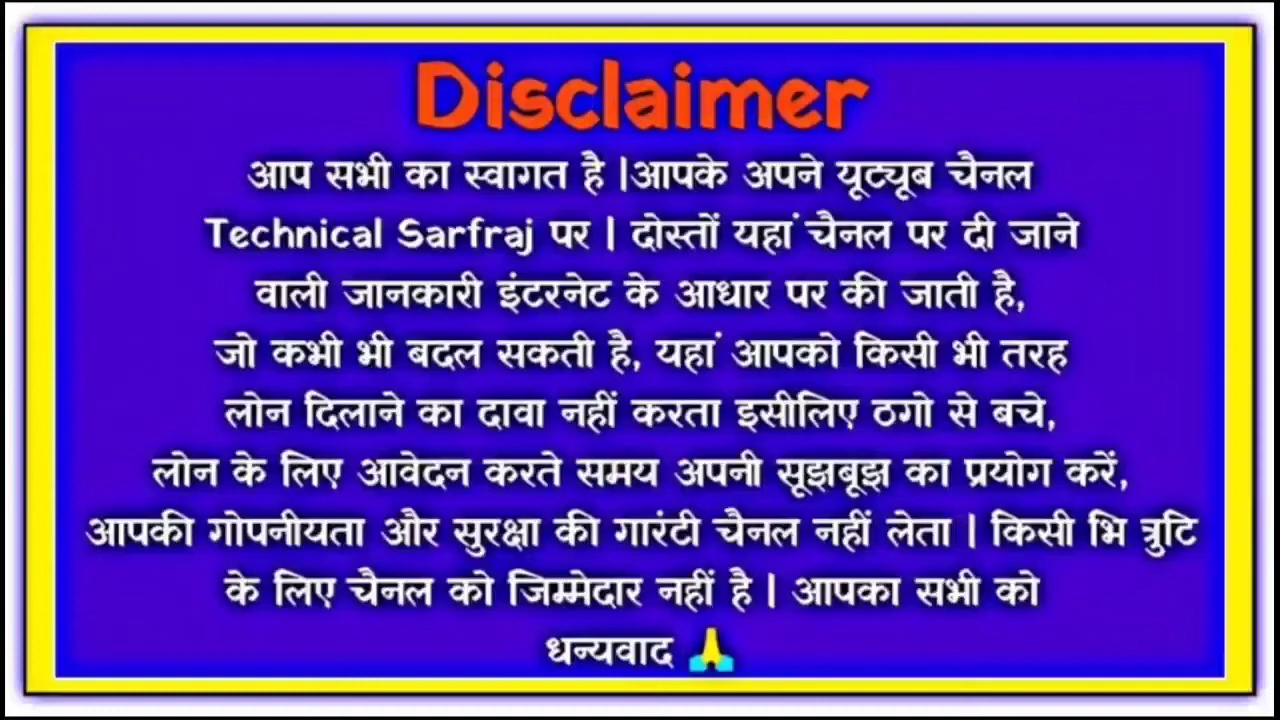 Disclaimer
आप सभी का स्वागत है |आपके अपने यूट्यूब चैनल
Technical Sarfraj पर | दोस्तों यहां चैनल पर दी जाने
वाली जानकारी इंटरनेट के आधार पर की जाती है,
जो कभी भी बदल सकती है, यहां आपको किसी भी तरह
लोन दिलाने का दावा नहीं करता इसीलिए ठगो से बचे,
लोन के लिए आवेदन करते समय अपनी सूझबूझ का प्रयोग करें,
आपकी गोपनीयता और सुरक्षा की गारंटी चैनल नहीं लेता | किसी भि त्रुटि
के लिए चैनल को जिम्मेदार नहीं है | आपका सभी को
धन्यवाद 🙏